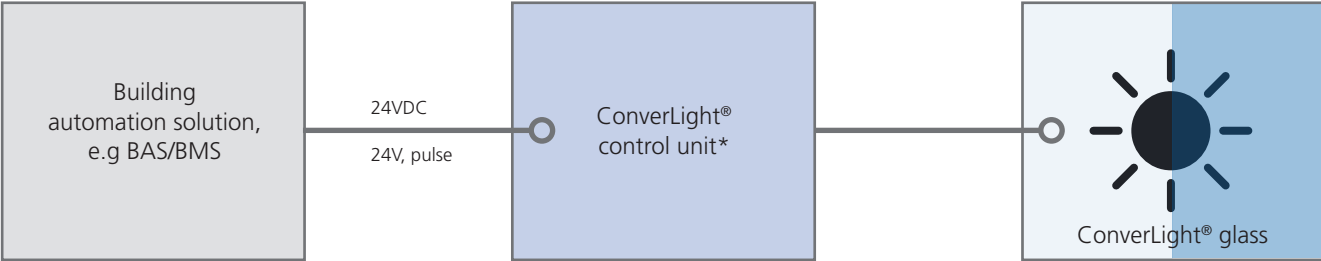 Building
automation solution,
e.g BAS/BMS
24VDC
24V, pulse
ConverLight®
control unit*
ConverLight® glass